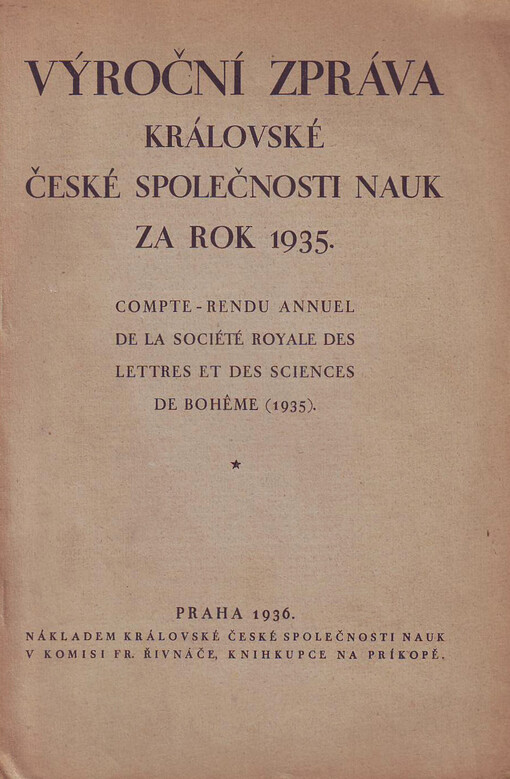 VÝROČNÍ ZPRÁVA
KRÁLOVSKÉ
ČESKÉ SPOLEČNOSTI NAUK
ZA ROK 1935.
COMPTE-RENDU ANNUEL
DE LA SOCIÉTÉ ROYALE DES
LETTRES ET DES SCIENCES
DE BOHÊME (1935).
★
PRAHA 1936.
NÁKLADEM KRÁLOVSKÉ ČESKÉ SPOLEČNOSTI NAUK
V KOMISI FR. ŘIVNÁČE, KNIHKUPCE NA PRÍKOPĚ.